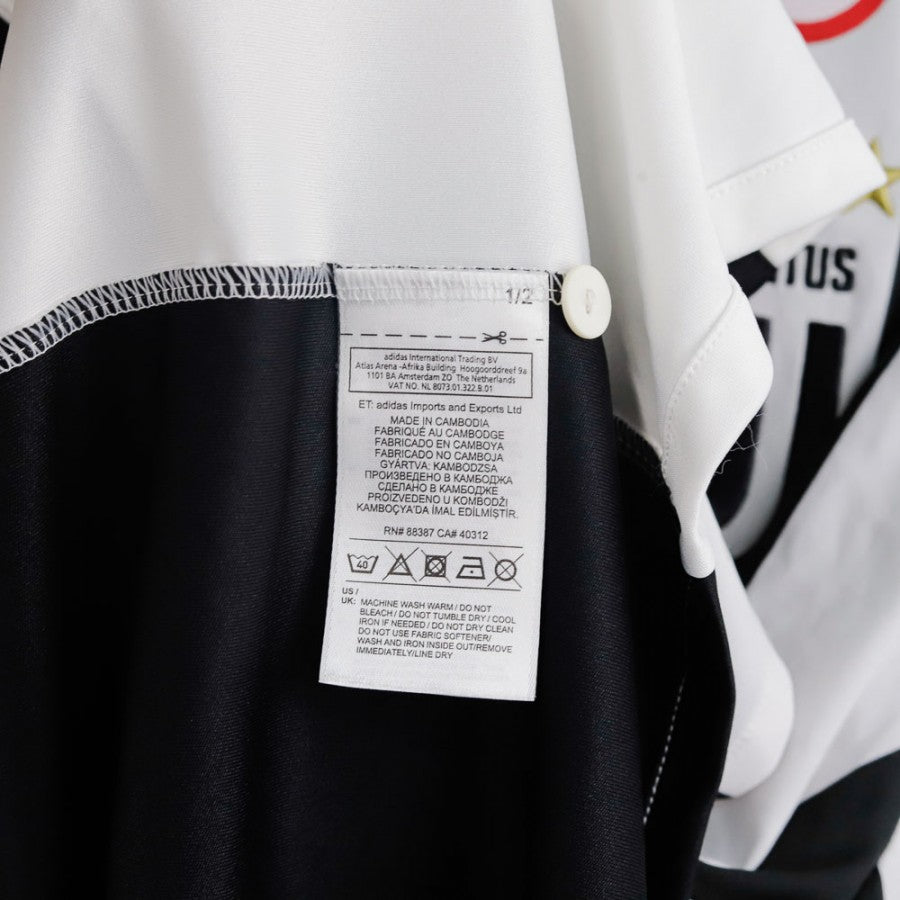 1/2
adidas International Trading BV
Atlas Arena -Afrika Building Hoogoorddreef 9a
1101 BA Amsterdam ZO The Netherlands
VAT NO. NL 8073.01.322.B.01
ET: adidas Imports and Exports Ltd
MADE IN CAMBODIA
FABRIQUÉ AU CAMBODGE
FABRICADO EN CAMBOYA
FABRICADO NO CAMBOJA
GYÁRTVA: KAMBODZSA
ПРОИЗВЕДЕНО В КАМБОДЖА
СДЕЛАНО В КАМБОДЖЕ
PROIZVEDENO U KOMBODŽI
KAMBOÇYA'DA İMAL EDİLMİŞTİR.
RN# 88387 CA# 40312
40
US /
UK: MACHINE WASH WARM / DO NOT
BLEACH / DO NOT TUMBLE DRY / COOL
IRON IF NEEDED / DO NOT DRY CLEAN
DO NOT USE FABRIC SOFTENER/
WASH AND IRON INSIDE OUT/REMOVE
IMMEDIATELY/LINE DRY
TUS